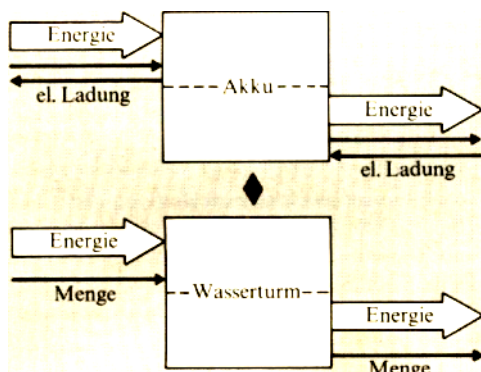 Energie
el. Ladung
Akku
Energie
el. Ladung
Energie
Menge
Wasserturm
Energie
Menge